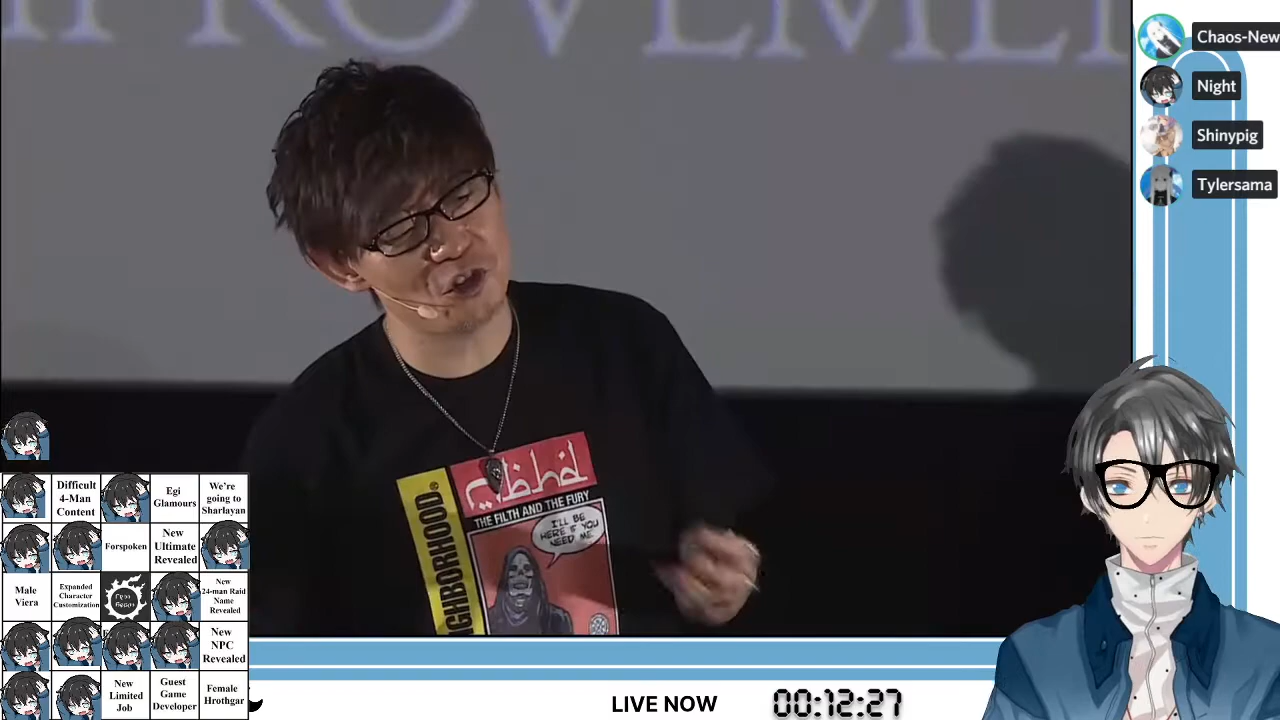 IMPROVEMEN
Chaos-New
Night
Shinypig
Tylersama
NIGHBORHOOD®
nbhd
THE FILTH AND THE FURY
I'LL BE
HERE IF YOU
NEED ME
Difficult
4-Man
Content
Egi
Glamours
We're
going to
Sharlayan
Forspoken
New
Ultimate
Revealed
Male
Viera
Expanded
Character
Customization
New
24-man Raid
Name
Revealed
New
NPC
Revealed
New
Limited
Job
Guest
Game
Developer
Female
Hrothgar
LIVE NOW
00:12:27